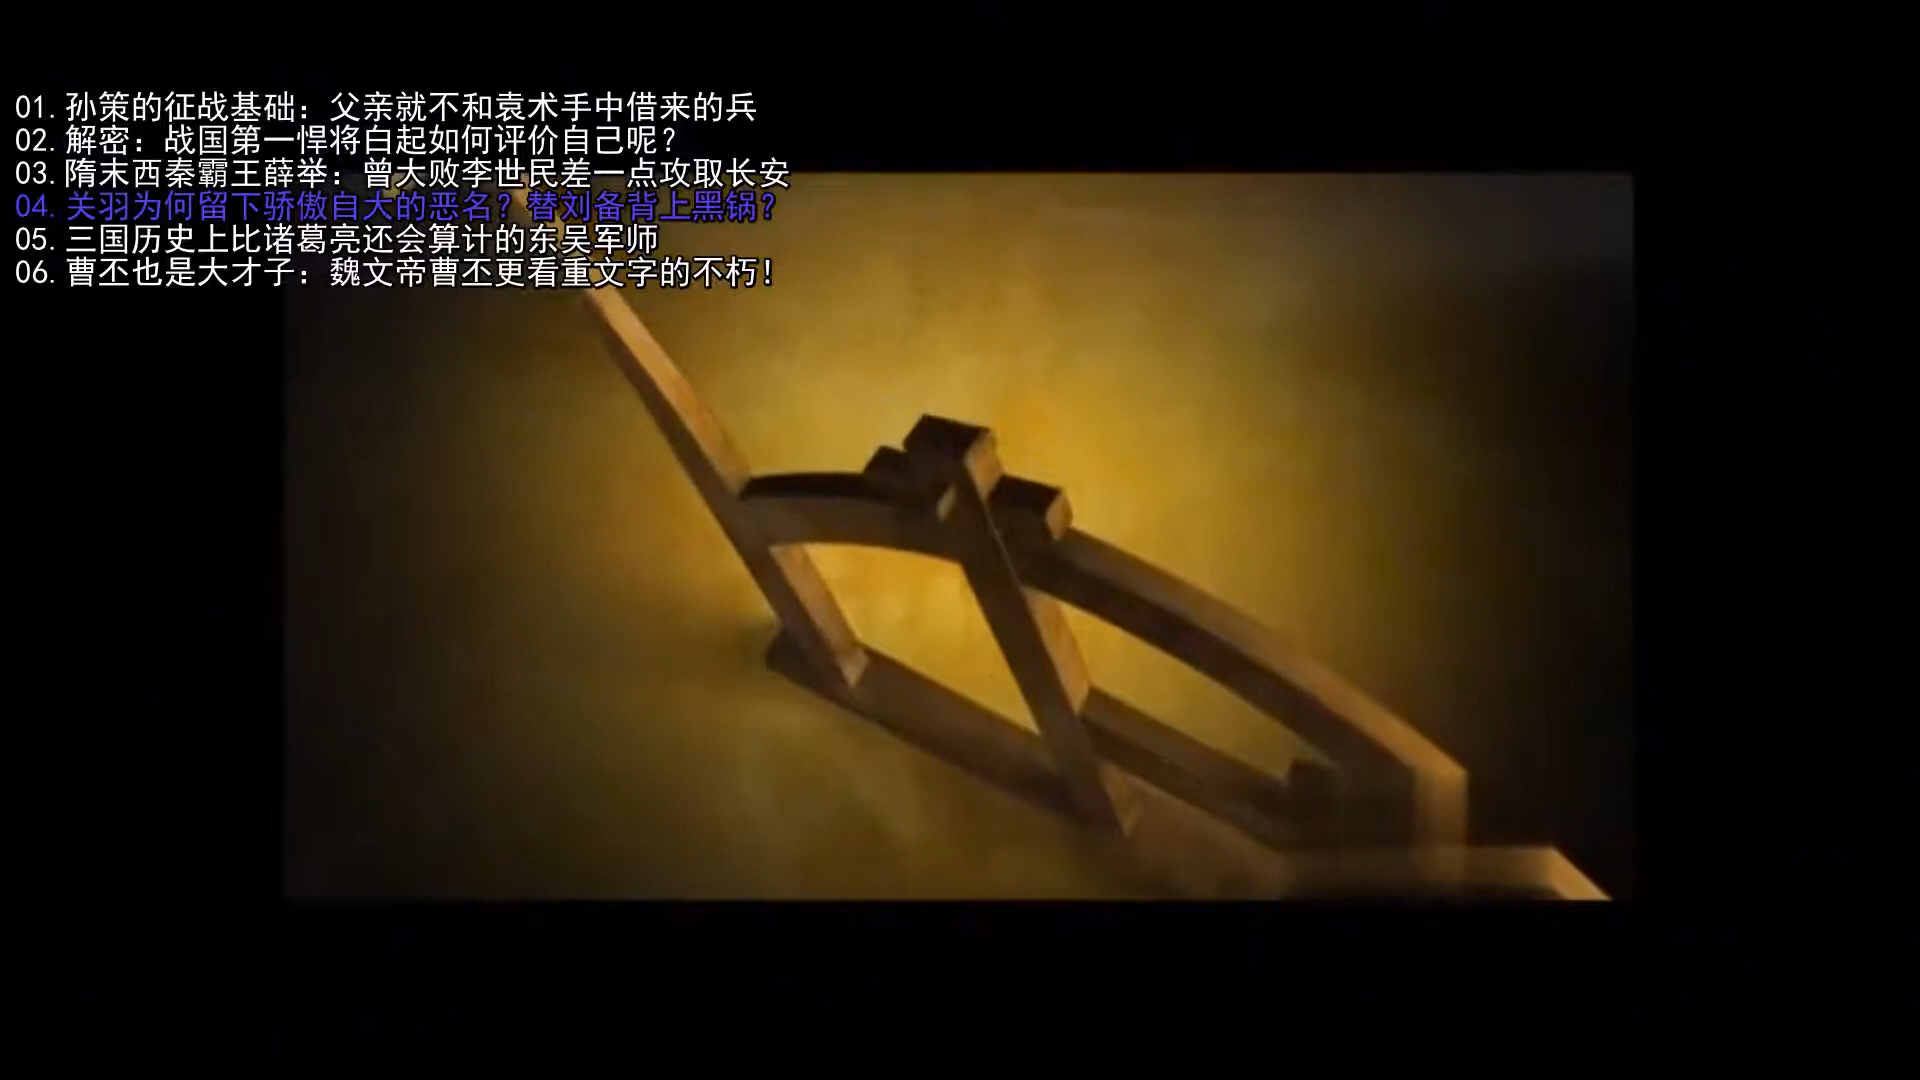 01. 孙策的征战基础：父亲就不和袁术手中借来的兵
02. 解密：战国第一悍将白起如何评价自己呢？
03. 隋末西秦霸王薛举：曾大败李世民差一点攻取长安
04. 关羽为何留下骄傲自大的恶名？替刘备背上黑锅？
05. 三国历史上比诸葛亮还会算计的东吴军师
06. 曹丕也是大才子：魏文帝曹丕更看重文字的不朽！